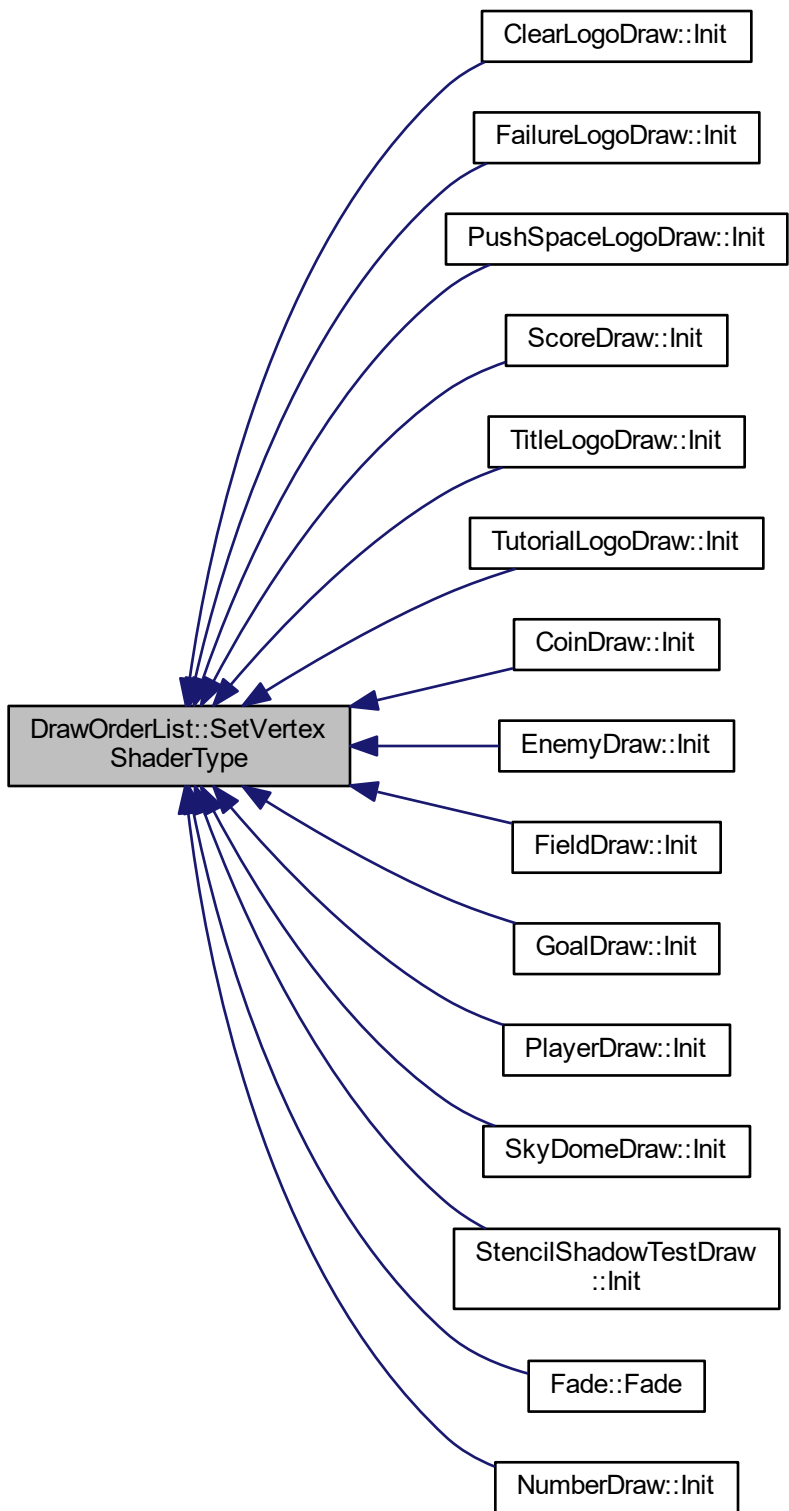 ClearLogoDraw::Init
FailureLogoDraw::Init
PushSpaceLogoDraw::Init
ScoreDraw::Init
TitleLogoDraw::Init
TutorialLogoDraw::Init
CoinDraw::Init
DrawOrderList::SetVertex
ShaderType
EnemyDraw::Init
FieldDraw::Init
GoalDraw::Init
PlayerDraw::Init
SkyDomeDraw::Init
StencilShadowTestDraw
::Init
Fade::Fade
NumberDraw::Init